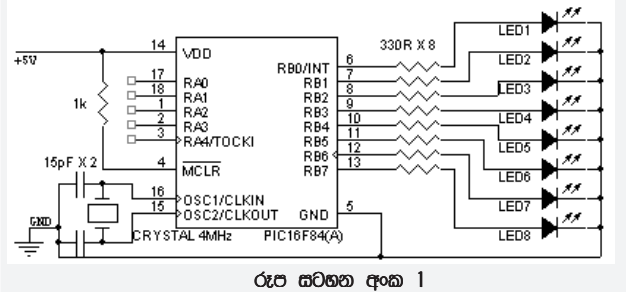 LED1
14
VDD
330R X 8
+5V
LED2
6
RB0/INT
17
RA0
7
RB1
18
RA1
8
RB2
LED3
1k
1
RA2
9
RB3
2
RA3
10
RB4
LED4
3
RA4/TOCKI
11
RB5
12
RB6
LED5
15pF X 2
4
MCLR
13
RB7
LED6
16
OSC1/CLKIN
15
OSC2/CLKOUT
GND
5
LED7
GND
CRYSTAL 4MHz
PIC16F84(A)
LED8
රූප සටහන අංක 1